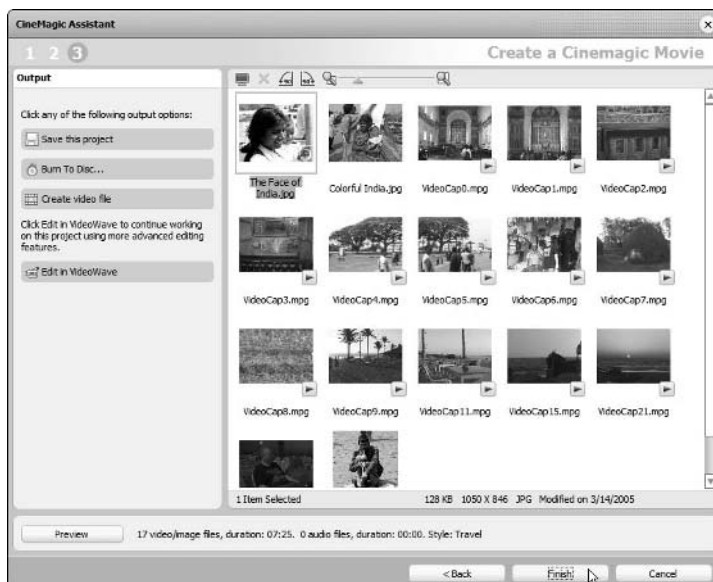 CineMagic Assistant
1 2 3
Create a Cinemagic Movie
Output
Click any of the following output options:
Save this project
Burn To Disc...
Create video file
Click Edit in VideoWave to continue working
on this project using more advanced editing
features.
Edit in VideoWave
The Face of
India.jpg
Colorful India.jpg
VideoCap0.mpg
VideoCap1.mpg
VideoCap2.mpg
VideoCap3.mpg
VideoCap4.mpg
VideoCap5.mpg
VideoCap6.mpg
VideoCap7.mpg
VideoCap8.mpg
VideoCap9.mpg
VideoCap11.mpg
VideoCap15.mpg
VideoCap21.mpg
1 Item Selected
128 KB 1050 X 846 JPG Modified on 3/14/2005
Preview
17 video/image files, duration: 07:25. 0 audio files, duration: 00:00. Style: Travel
< Back
Finish
Cancel